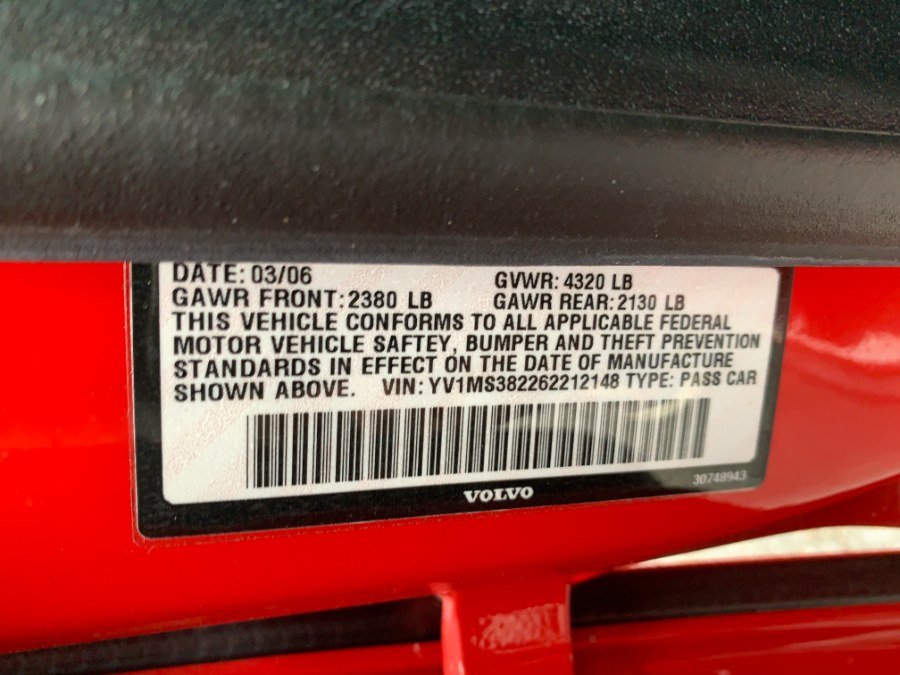 DATE: 03/06 GVWR: 4320 LB
GAWR FRONT: 2380 LB GAWR REAR: 2130 LB
THIS VEHICLE CONFORMS TO ALL APPLICABLE FEDERAL
MOTOR VEHICLE SAFTEY, BUMPER AND THEFT PREVENTION
STANDARDS IN EFFECT ON THE DATE OF MANUFACTURE
SHOWN ABOVE. VIN: YV1MS382262212148 TYPE: PASS CAR
30748943
VOLVO